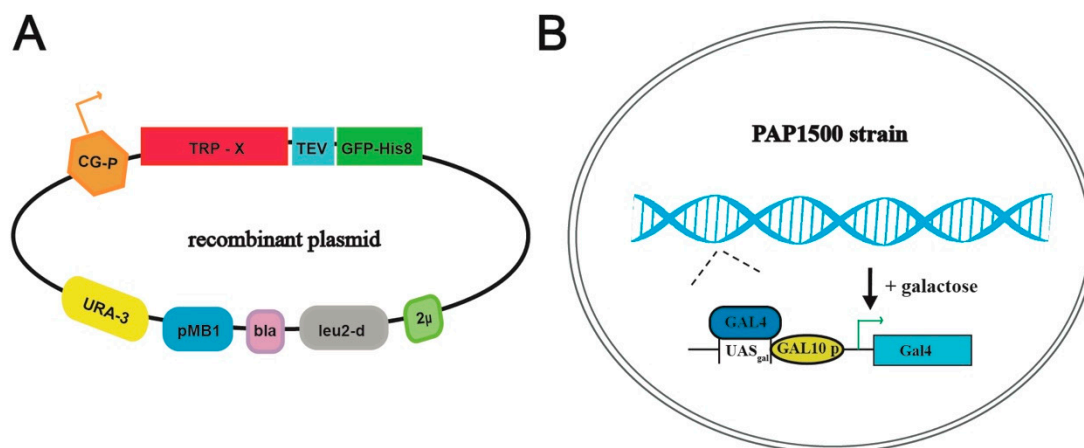 A
CG-P
TRP - X
TEV
GFP-His8
recombinant plasmid
URA-3
pMB1
bla
leu2-d
2μ
B
PAP1500 strain
+ galactose
GAL4
UASgal
GAL10 p
Gal4